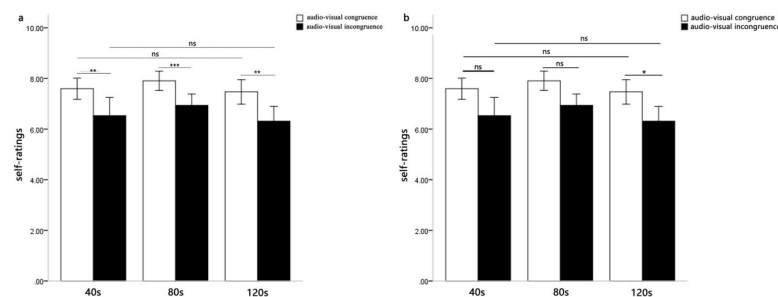 a
audio-visual congruence
audio-visual incongruence
10.00
8.00
6.00
4.00
2.00
.00
self-ratings
ns
ns
**
***
**
40s
80s
120s
b
audio-visual congruence
audio-visual incongruence
10.00
8.00
6.00
4.00
2.00
.00
self-ratings
ns
ns
ns
ns
*
40s
80s
120s